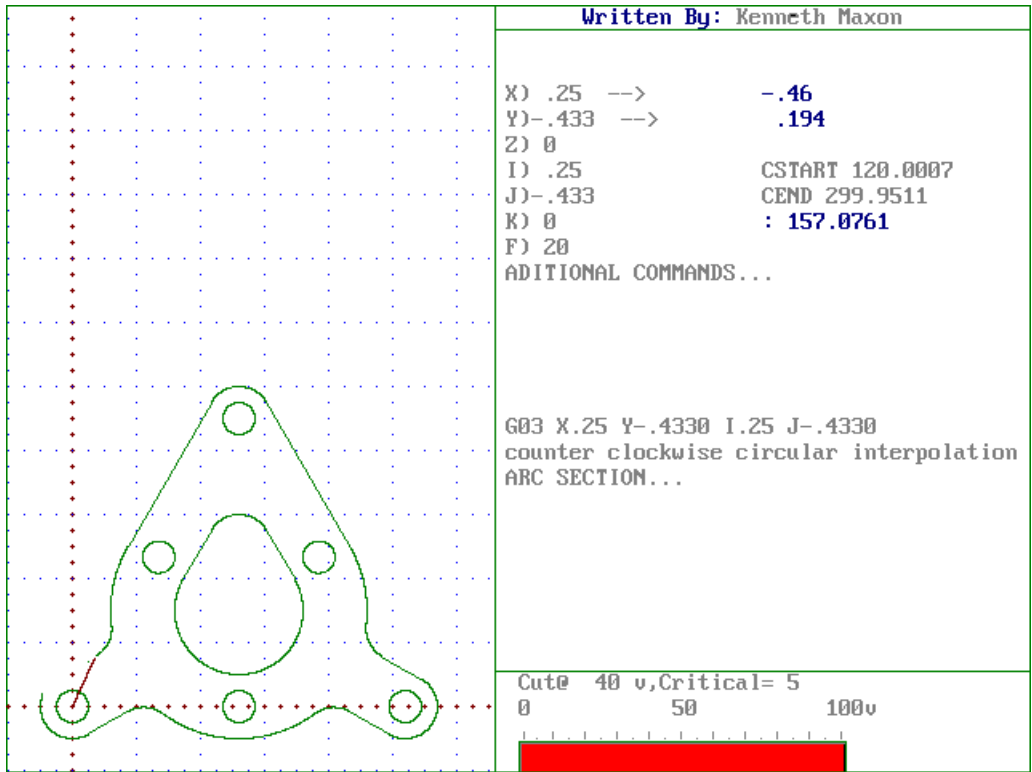 Written By: Kenneth Maxon
X) .25 --> -.46
Y)-.433 --> .194
Z) 0
I) .25 CSTART 120.0007
J)-.433 CEND 299.9511
K) 0 : 157.0761
F) 20
ADITIONAL COMMANDS...
G03 X.25 Y-.4330 I.25 J-.4330
counter clockwise circular interpolation
ARC SECTION...
Cut@ 40 v,Critical= 5
0 50 100v